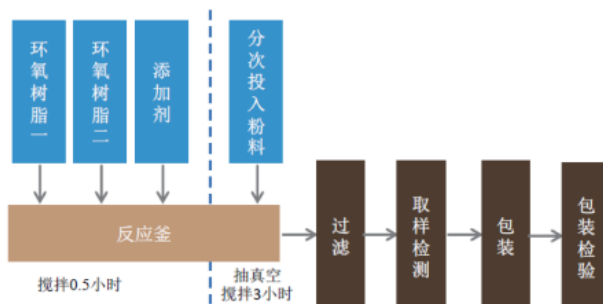 环氧树脂一
环氧树脂二
添加剂
分次投入粉料
反应釜
过滤
取样检测
包装
包装检验
搅拌0.5小时
抽真空
搅拌3小时